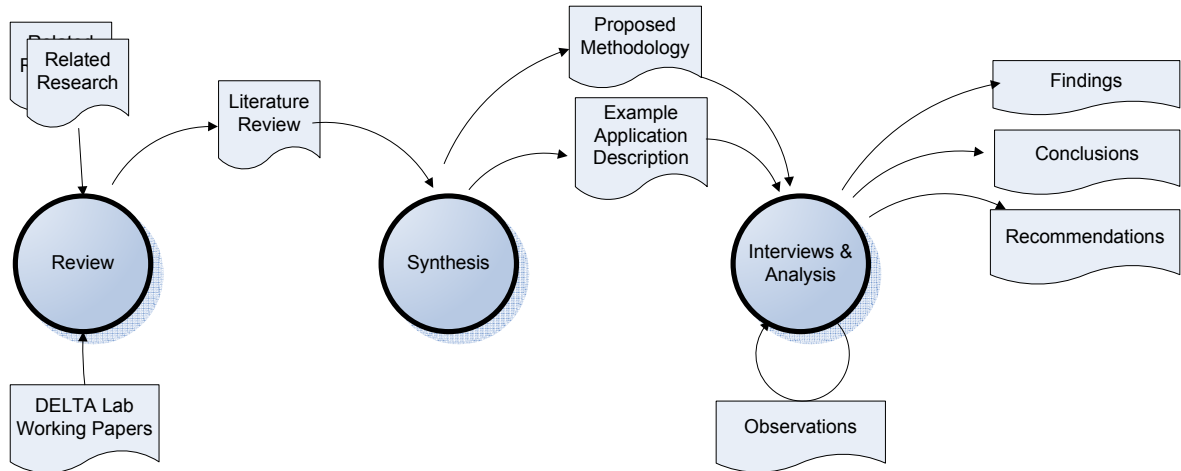 Related
Related
Research
Literature
Review
Proposed
Methodology
Example
Application
Description
Findings
Conclusions
Recommendations
Review
Synthesis
Interviews &
Analysis
DELTA Lab
Working Papers
Observations